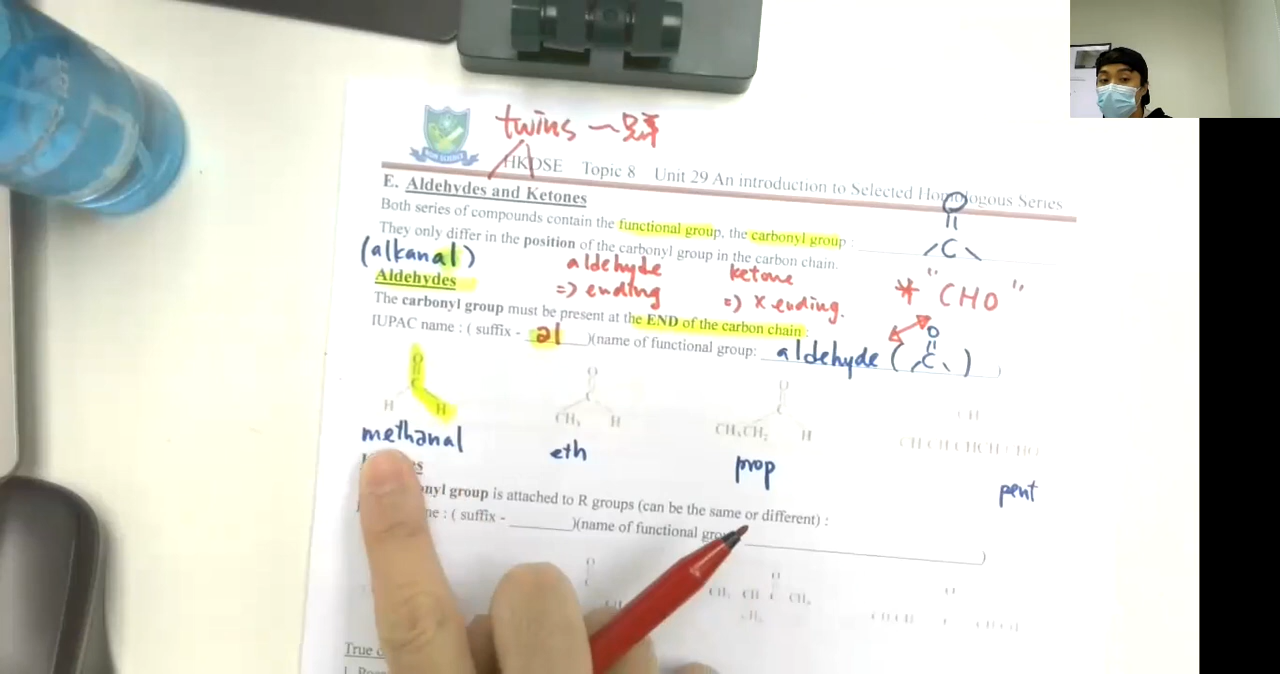 twins 一對
HKDSE Topic 8 Unit 29 An introduction to Selected Homologous Series
E. Aldehydes and Ketones
Both series of compounds contain the functional group, the carbonyl group :
O
C
They only differ in the position of the carbonyl group in the carbon chain.
(alkanal)
aldehyde
=) ending
ketone
=) x ending.
* "CHO"
Aldehydes
The carbonyl group must be present at the END of the carbon chain :
IUPAC name : ( suffix - al )(name of functional group: aldehyde ( C )
O
O
C
H H
methanal
O
C
CH₃ H
eth
O
C
CH₃CH₂ H
prop
pent
onyl group is attached to R groups (can be the same or different) :
me : ( suffix - )(name of functional )
O
O
CH₃ CH C CH₃
CH₃
O